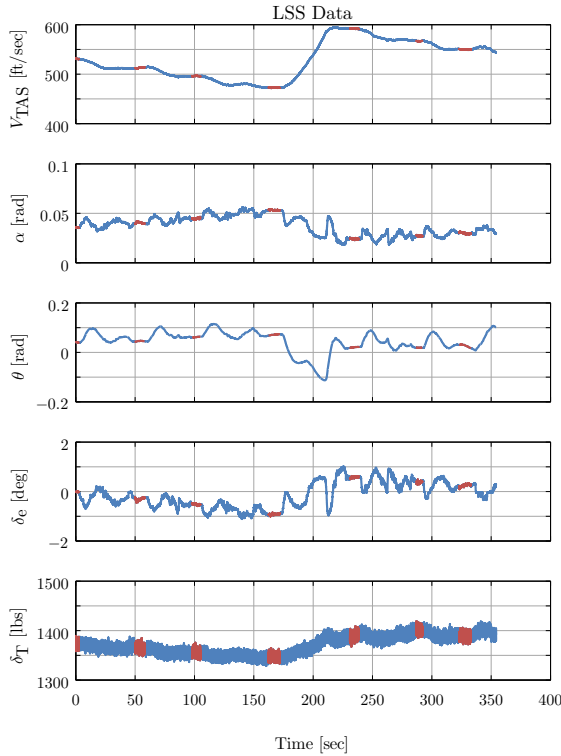 LSS Data
600
500
400
V_TAS [ft/sec]
0.1
0.05
0
α [rad]
0.2
0
−0.2
θ [rad]
2
0
−2
δ_e [deg]
1500
1400
1300
δ_T [lbs]
0 50 100 150 200 250 300 350 400
Time [sec]